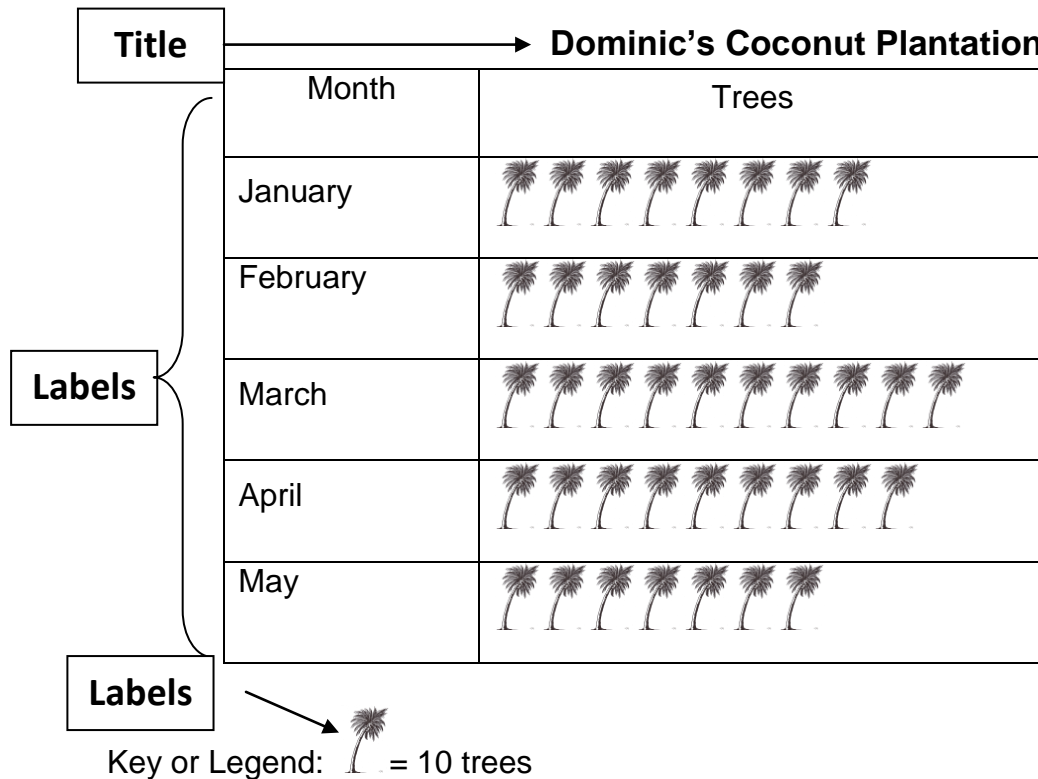 Title
Dominic's Coconut Plantation
Month Trees
January
February
Labels
March
April
May
Labels
Key or Legend: = 10 trees